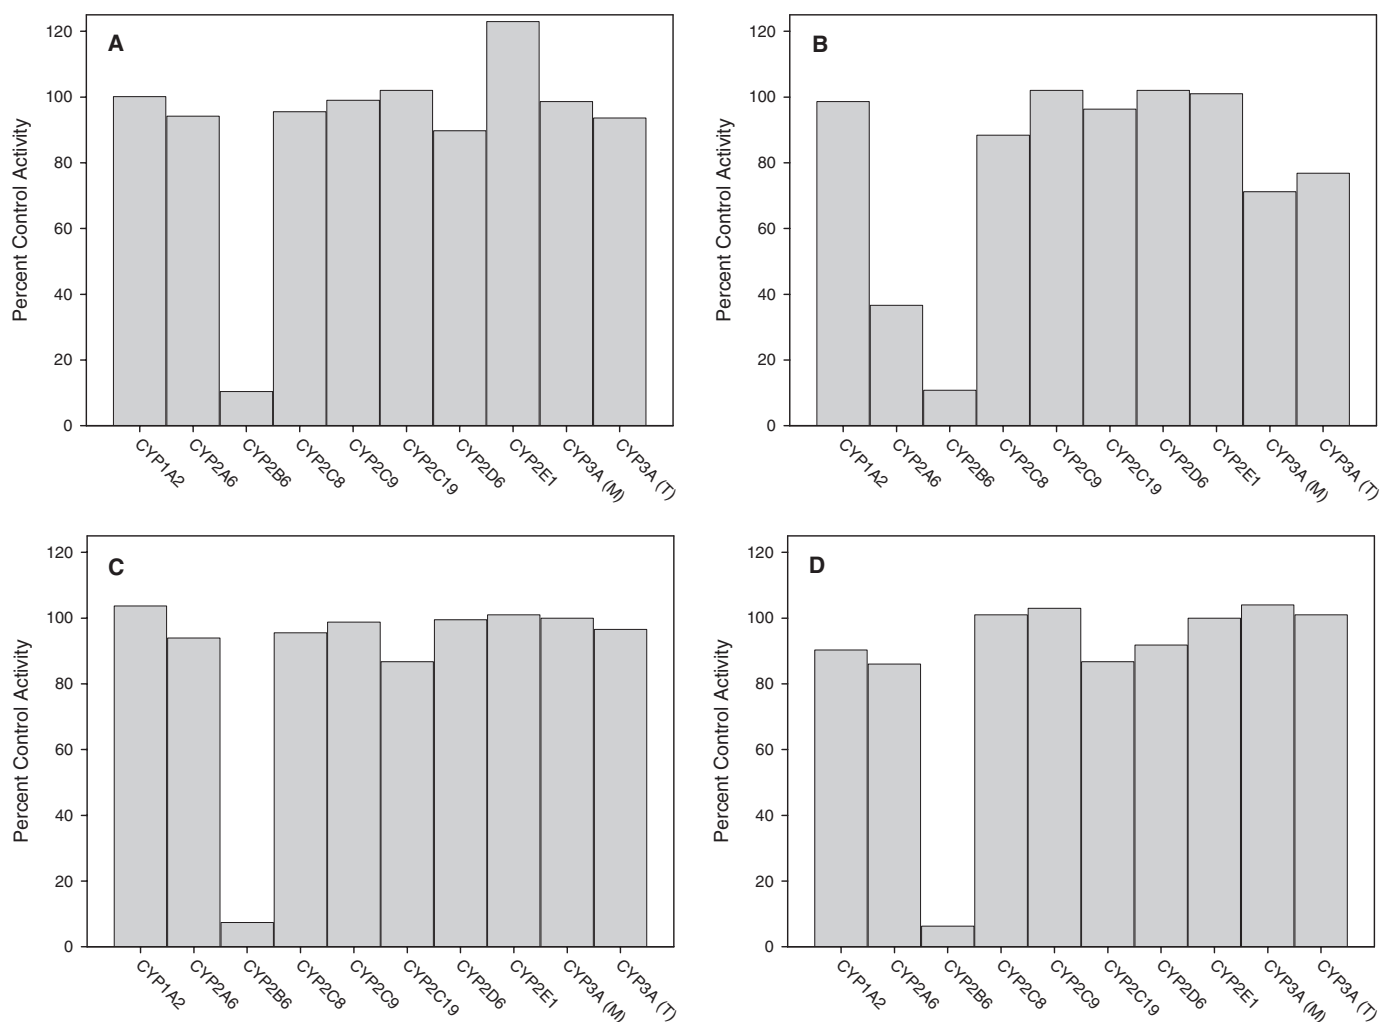 A
Percent Control Activity
120
100
80
60
40
20
0
CYP1A2
CYP2A6
CYP2B6
CYP2C8
CYP2C9
CYP2C19
CYP2D6
CYP2E1
CYP3A (M)
CYP3A (T)
B
Percent Control Activity
120
100
80
60
40
20
0
CYP1A2
CYP2A6
CYP2B6
CYP2C8
CYP2C9
CYP2C19
CYP2D6
CYP2E1
CYP3A (M)
CYP3A (T)
C
Percent Control Activity
120
100
80
60
40
20
0
CYP1A2
CYP2A6
CYP2B6
CYP2C8
CYP2C9
CYP2C19
CYP2D6
CYP2E1
CYP3A (M)
CYP3A (T)
D
Percent Control Activity
120
100
80
60
40
20
0
CYP1A2
CYP2A6
CYP2B6
CYP2C8
CYP2C9
CYP2C19
CYP2D6
CYP2E1
CYP3A (M)
CYP3A (T)